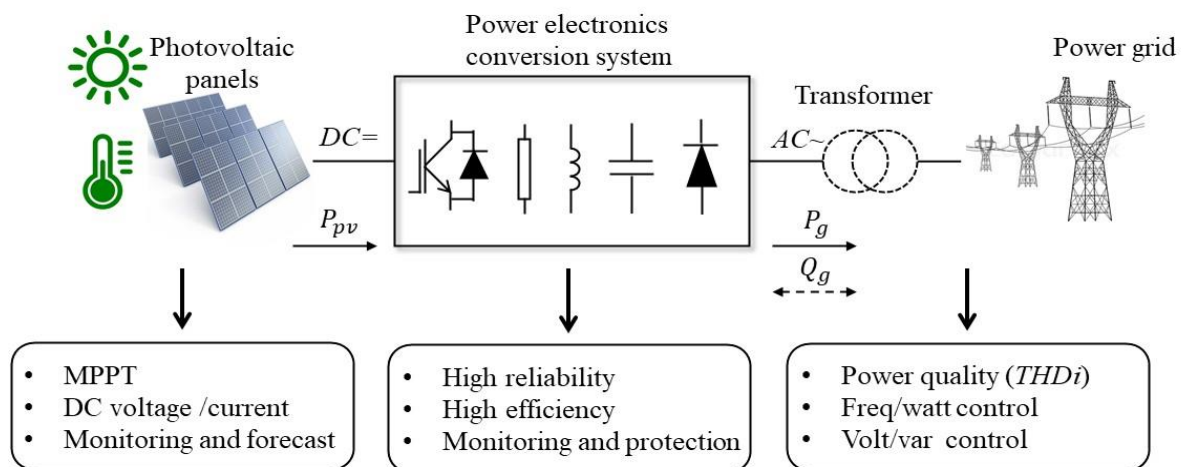 Photovoltaic
panels
Power electronics
conversion system
Transformer
Power grid
DC=
AC~
P_pv
P_g
Q_g
• MPPT
• DC voltage /current
• Monitoring and forecast
• High reliability
• High efficiency
• Monitoring and protection
• Power quality (THDi)
• Freq/watt control
• Volt/var control